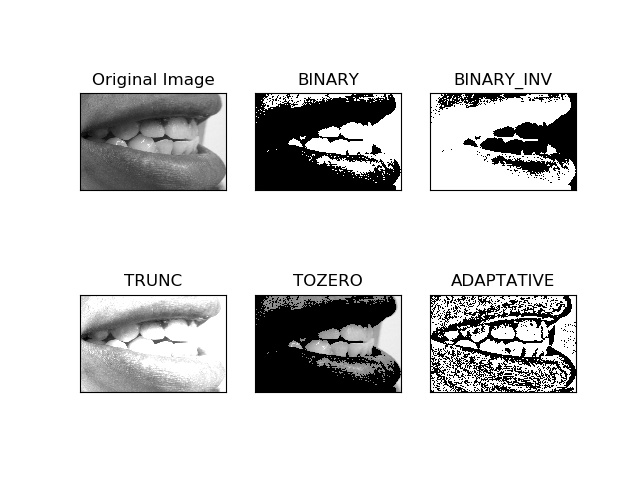 Original Image
BINARY
BINARY_INV
TRUNC
TOZERO
ADAPTATIVE